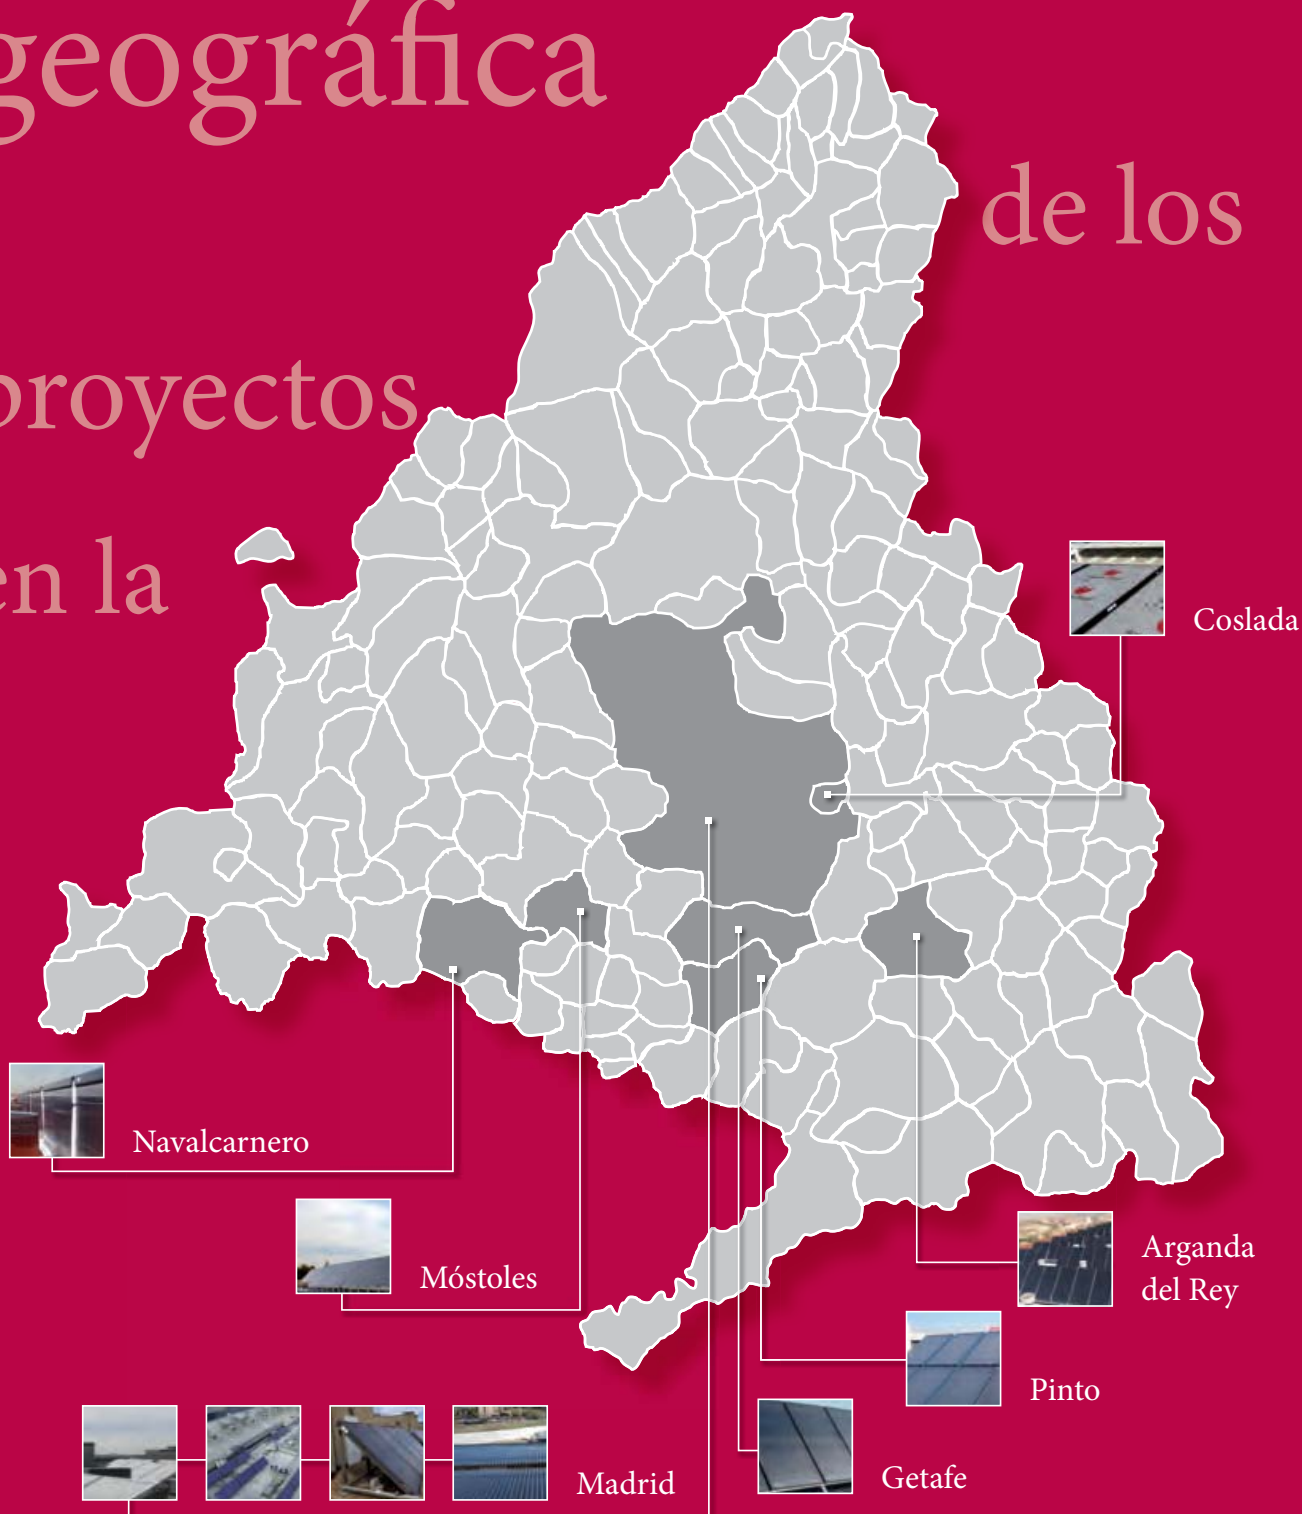 geográfica
de los
proyectos
en la
Coslada
Navalcarnero
Móstoles
Arganda
del Rey
Pinto
Madrid
Getafe